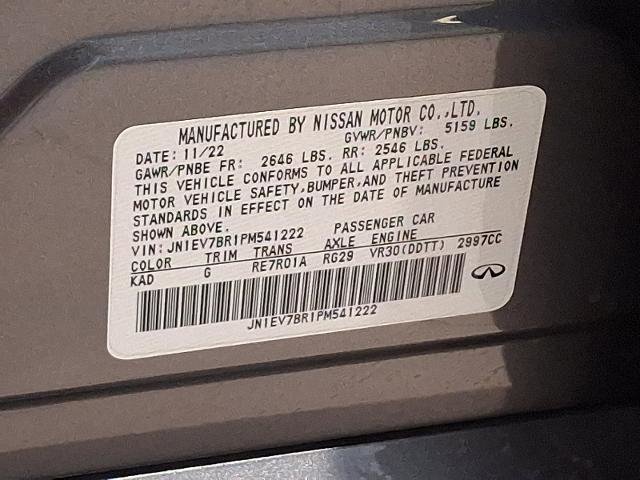 MANUFACTURED BY NISSAN MOTOR CO.,LTD.
DATE: 11/22 GVWR/PNBV: 5159 LBS.
GAWR/PNBE FR: 2646 LBS. RR: 2546 LBS.
THIS VEHICLE CONFORMS TO ALL APPLICABLE FEDERAL
MOTOR VEHICLE SAFETY,BUMPER,AND THEFT PREVENTION
STANDARDS IN EFFECT ON THE DATE OF MANUFACTURE
SHOWN ABOVE.
VIN: JN1EV7BR1PM541222 PASSENGER CAR
COLOR TRIM TRANS AXLE ENGINE
KAD G RE7R01A RG29 VR30(DDTT) 2997CC
JN1EV7BR1PM541222